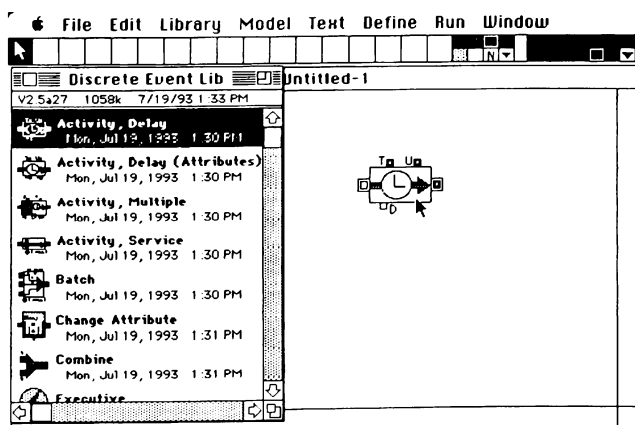 File Edit Library Model Text Define Run Window
N
Discrete Event Lib
Untitled-1
V2.5a27 1058k 7/19/93 1:33 PM
Activity, Delay
Mon, Jul 19, 1993 1:30 PM
Activity, Delay (Attributes)
Mon, Jul 19, 1993 1:30 PM
Activity, Multiple
Mon, Jul 19, 1993 1:30 PM
Activity, Service
Mon, Jul 19, 1993 1:30 PM
Batch
Mon, Jul 19, 1993 1:30 PM
Change Attribute
Mon, Jul 19, 1993 1:31 PM
Combine
Mon, Jul 19, 1993 1:31 PM
Executive
T U
D